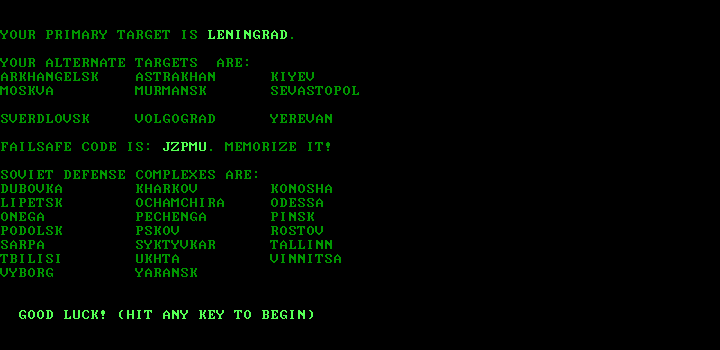 YOUR PRIMARY TARGET IS LENINGRAD.
YOUR ALTERNATE TARGETS  ARE:
ARKHANGELSK    ASTRAKHAN      KIYEV
MOSKVA         MURMANSK       SEVASTOPOL
SVERDLOVSK     VOLGOGRAD      YEREVAN
FAILSAFE CODE IS: JZPMU. MEMORIZE IT!
SOVIET DEFENSE COMPLEXES ARE:
DUBOVKA        KHARKOV        KONOSHA
LIPETSK        OCHAMCHIRA     ODESSA
ONEGA          PECHENGA       PINSK
PODOLSK        PSKOV          ROSTOV
SARPA          SYKTYVKAR      TALLINN
TBILISI        UKHTA          VINNITSA
VYBORG         YARANSK
GOOD LUCK! (HIT ANY KEY TO BEGIN)